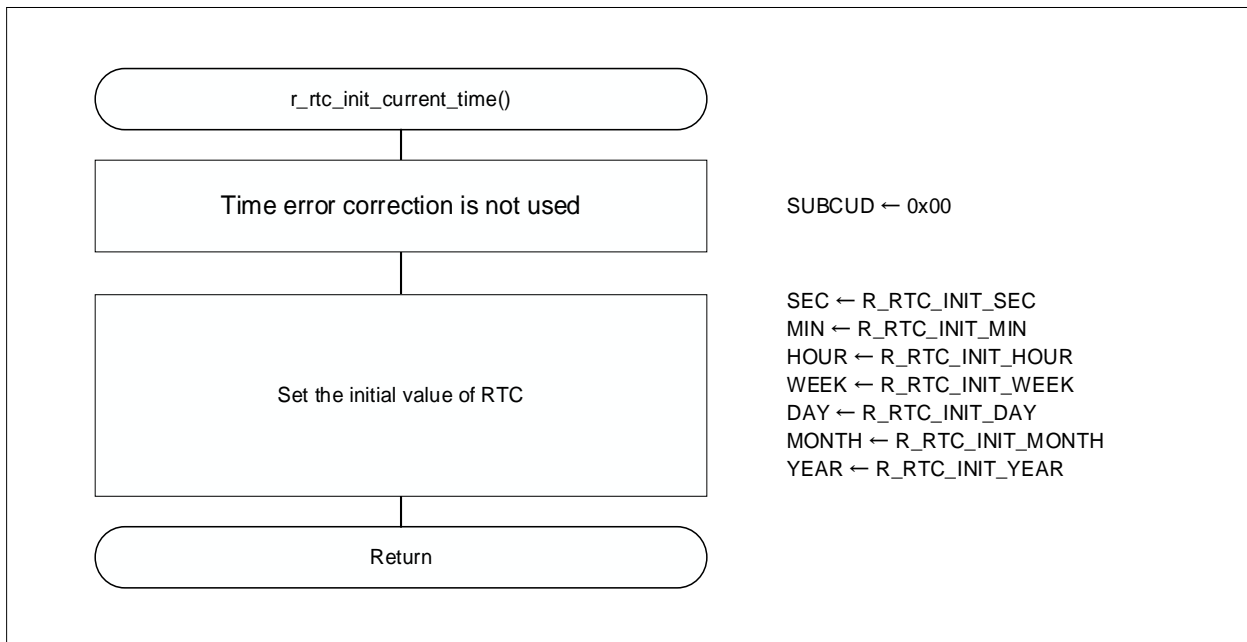 r_rtc_init_current_time()
Time error correction is not used
SUBCUD ← 0x00
Set the initial value of RTC
SEC ← R_RTC_INIT_SEC
MIN ← R_RTC_INIT_MIN
HOUR ← R_RTC_INIT_HOUR
WEEK ← R_RTC_INIT_WEEK
DAY ← R_RTC_INIT_DAY
MONTH ← R_RTC_INIT_MONTH
YEAR ← R_RTC_INIT_YEAR
Return